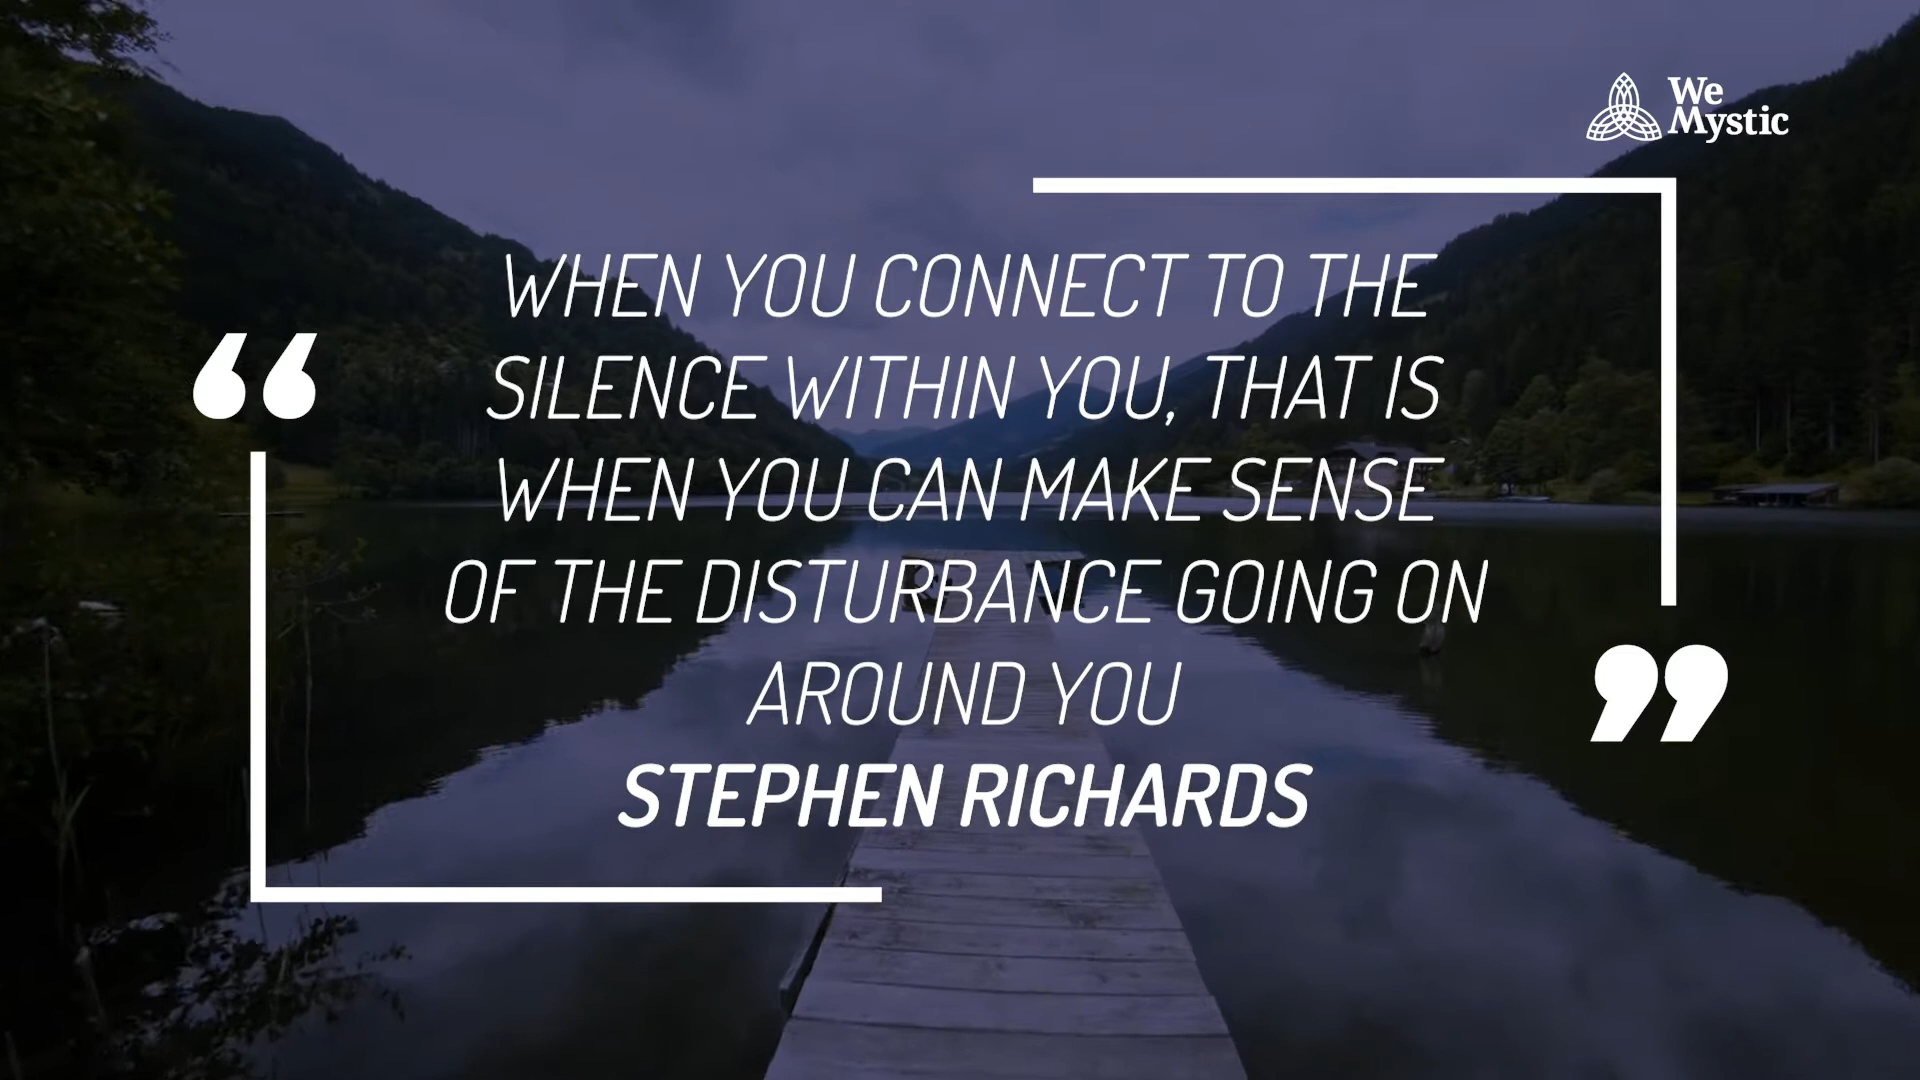 We
Mystic
“
WHEN YOU CONNECT TO THE
SILENCE WITHIN YOU, THAT IS
WHEN YOU CAN MAKE SENSE
OF THE DISTURBANCE GOING ON
AROUND YOU
STEPHEN RICHARDS
”